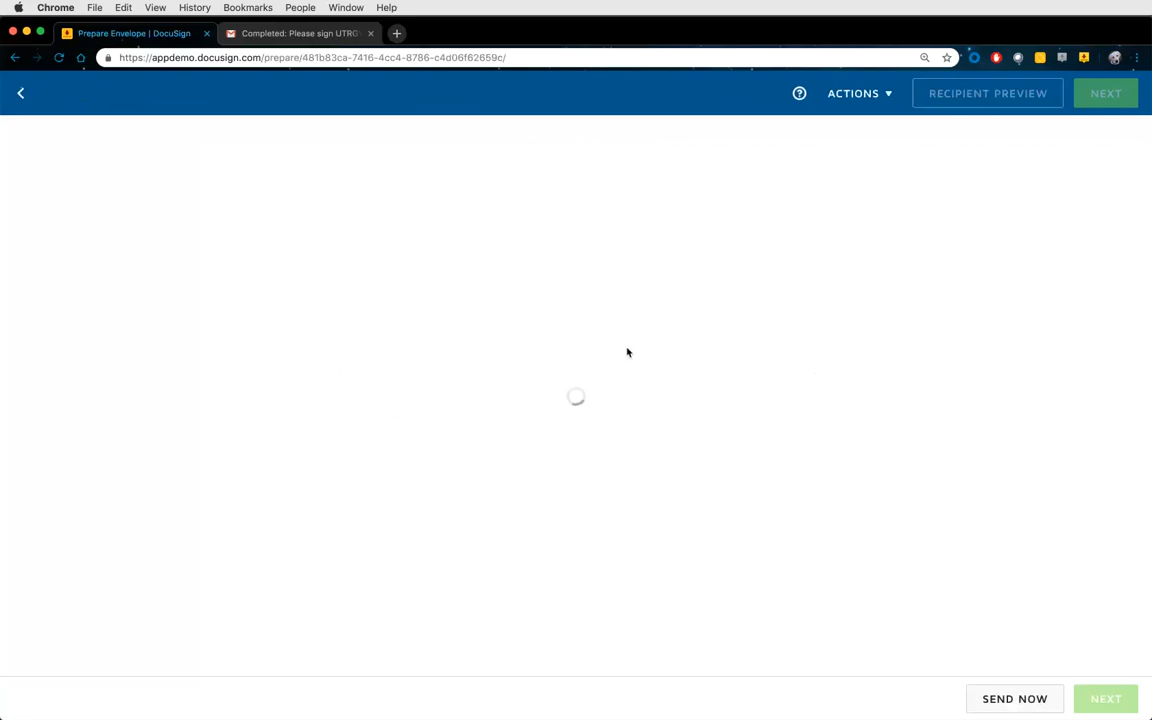 Chrome File Edit View History Bookmarks People Window Help
Prepare Envelope | DocuSign
Completed: Please sign UTRG
https://appdemo.docusign.com/prepare/481b83ca-7416-4cc4-8786-c4d06f62659c/
ACTIONS
RECIPIENT PREVIEW
NEXT
SEND NOW
NEXT